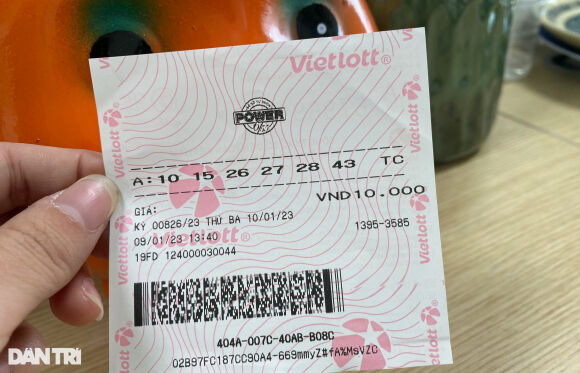 Vietlott®
Vietlott
POWER
6/55
A:10 15 26 27 28 43 TC
GIÁ:
VND10.000
KỲ 00826/23 THỨ BA 10/01/23
09/01/23 13:40
1395-3585
Vietlott
19FD 124000030044
404A-007C-40AB-B08C
02B97FC187CC90A4-669mmyZ#fA%MsVZC
DÂN TRÍ